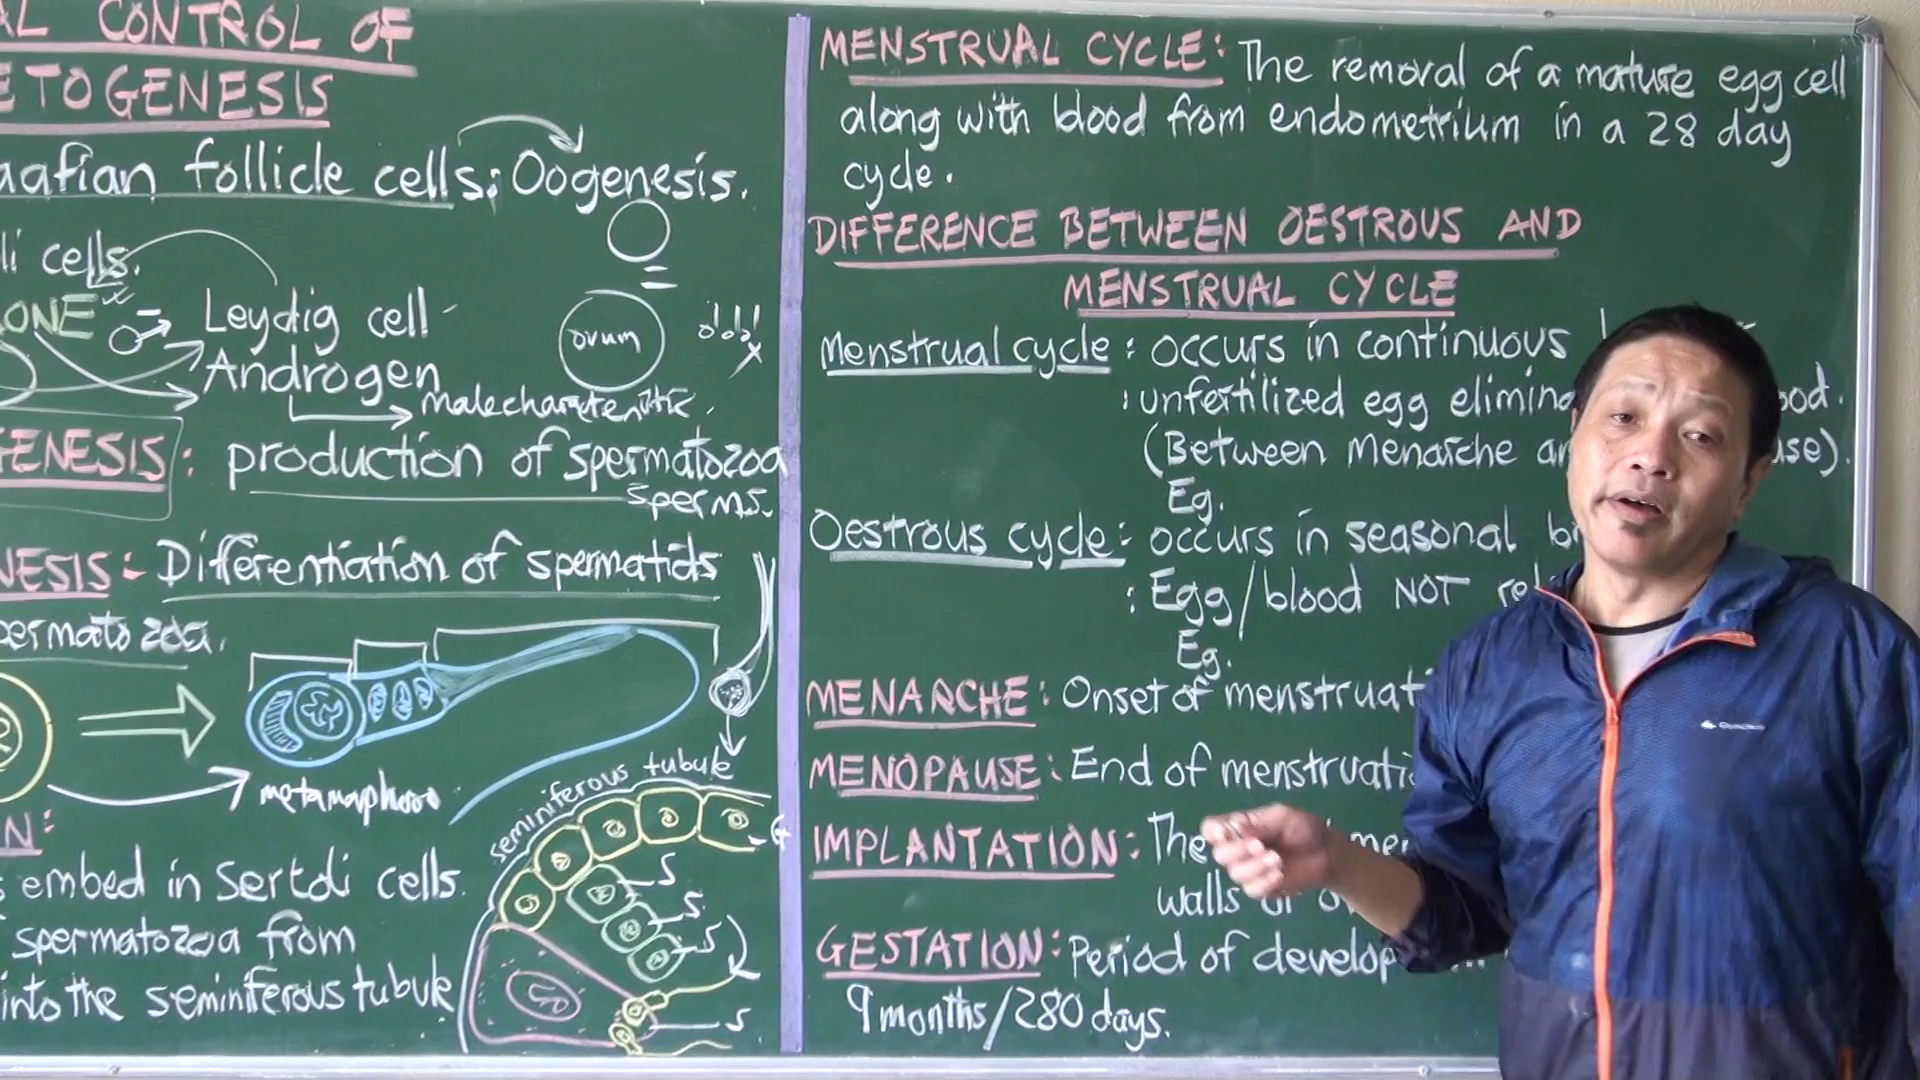 AL CONTROL OF
ETOGENESIS
aafian follicle cells: Oogenesis.
li cells.
ONE
Leydig cell
Androgen
malecharacteristic.
ovum
GENESIS: production of spermatozoa
sperms.
NESIS:- Differentiation of spermatids
permatozoa.
seminiferous tubule
N:
s embed in Sertoli cells.
spermatozoa from
into the seminiferous tubule
S
S
S
S
MENSTRUAL CYCLE: The removal of a mature egg cell
along with blood from endometrium in a 28 day
cycle.
DIFFERENCE BETWEEN OESTROUS AND
MENSTRUAL CYCLE
Menstrual cycle: occurs in continuous
: unfertilized egg elimina ood.
(Between Menarche an use).
Eg.
Oestrous cycle: occurs in seasonal b
: Egg/blood NOT rel
Eg.
MENARCHE: Onset of menstruati
MENOPAUSE: End of menstruatio
IMPLANTATION: The
walls of
GESTATION: Period of develop
9 months/280 days.